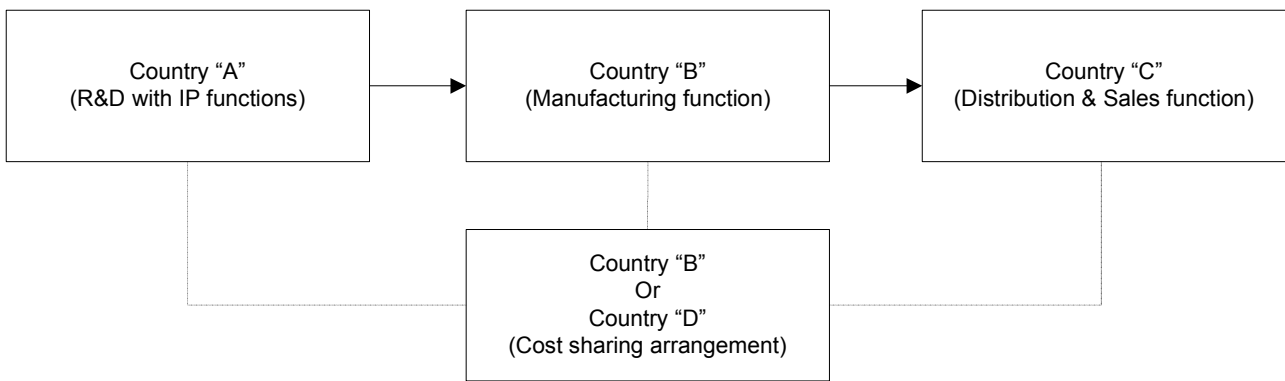 Country “A”
(R&D with IP functions)
Country “B”
(Manufacturing function)
Country “C”
(Distribution & Sales function)
Country “B”
Or
Country “D”
(Cost sharing arrangement)